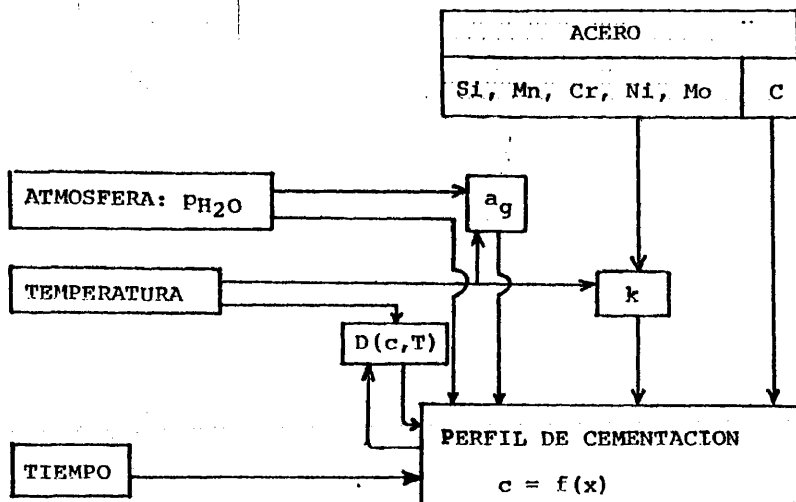 ACERO
Si, Mn, Cr, Ni, Mo C
ATMOSFERA: PH2O
ag
TEMPERATURA
k
D(c,T)
PERFIL DE CEMENTACION
TIEMPO
c = f(x)